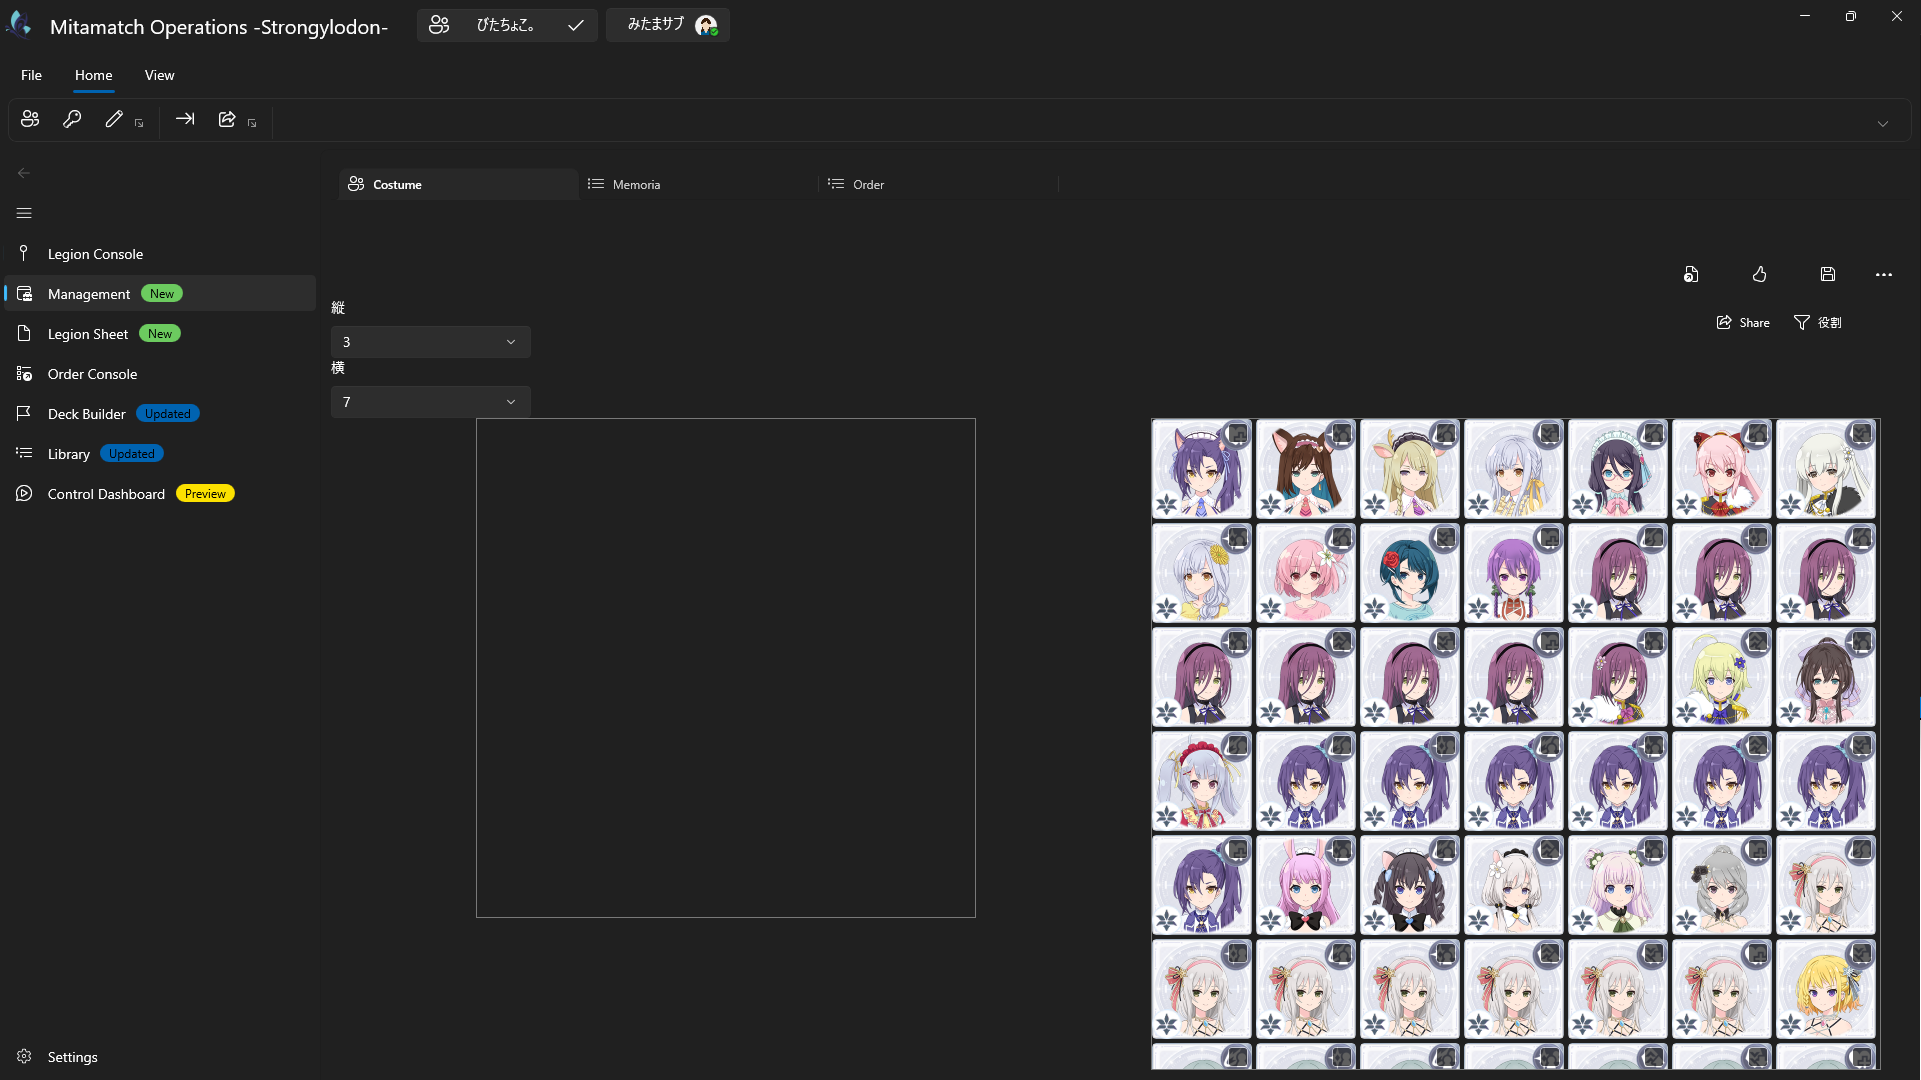 Mitamatch Operations -Strongylodon-
ぴたちょこ。
みたまサブ
File
Home
View
Costume
Memoria
Order
Legion Console
Management New
Legion Sheet New
Order Console
Deck Builder Updated
Library Updated
Control Dashboard Preview
縦
3
横
7
Share
役割
Settings